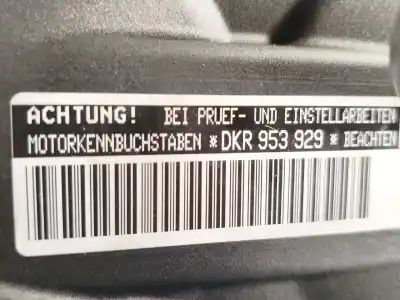 ACHTUNG! BEI PRUEF- UND EINSTELLARBEITEN
MOTORKENNBUCHSTABEN *DKR 953 929* BEACHTEN